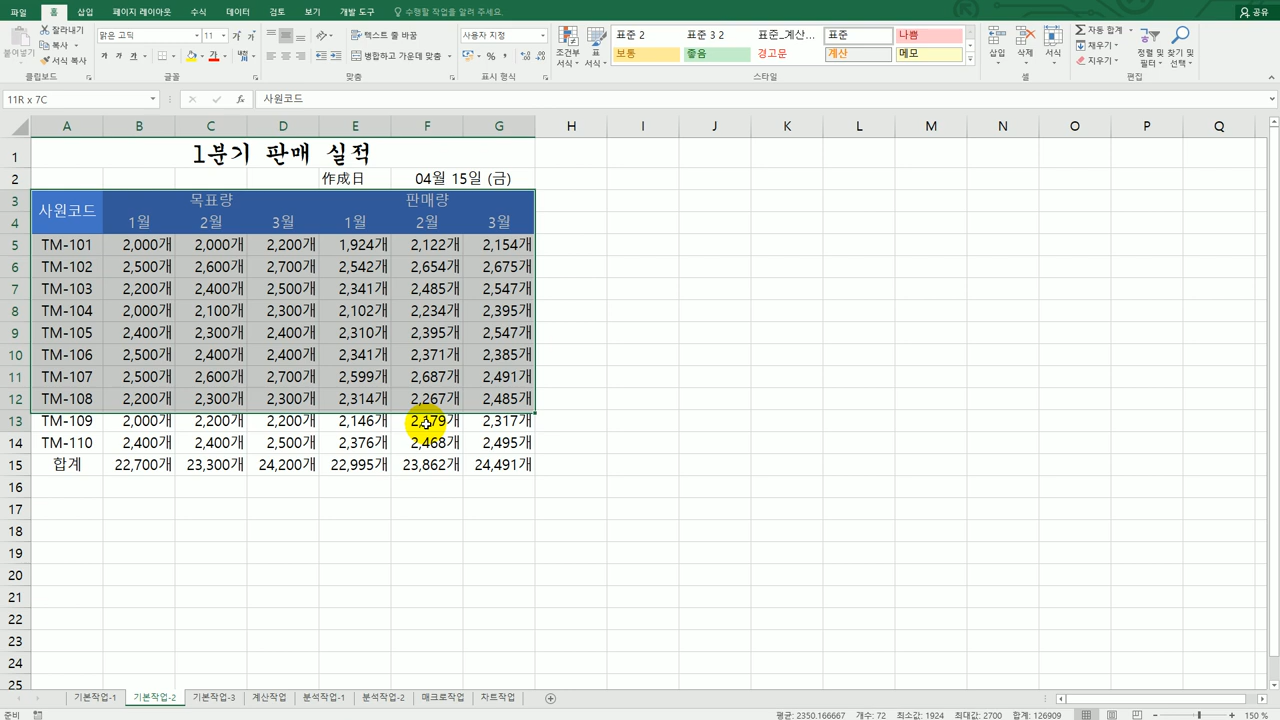 파일 홈 삽입 페이지 레이아웃 수식 데이터 검토 보기 개발 도구 수행할 작업을 알려 주세요. 공유
붙여넣기 잘라내기 복사 서식 복사 클립보드
맑은 고딕 11 가 가 가 가 가 글꼴
텍스트 줄 바꿈 병합하고 가운데 맞춤 맞춤
사용자 지정 % 표시 형식
조건부 서식 표 서식
표준 2 표준 3 2 표준_계산... 표준 나쁨
보통 좋음 경고문 계산 메모
스타일
삽입 삭제 서식 셀
자동 합계 채우기 지우기 정렬 및 필터 찾기 및 선택 편집
11R x 7C fx 사원코드
A B C D E F G H I J K L M N O P Q
1 1분기 판매 실적
2 作成日 04월 15일 (금)
3 사원코드 목표량 판매량
4 1월 2월 3월 1월 2월 3월
5 TM-101 2,000개 2,000개 2,200개 1,924개 2,122개 2,154개
6 TM-102 2,500개 2,600개 2,700개 2,542개 2,654개 2,675개
7 TM-103 2,200개 2,400개 2,500개 2,341개 2,485개 2,547개
8 TM-104 2,000개 2,100개 2,300개 2,102개 2,234개 2,395개
9 TM-105 2,400개 2,300개 2,400개 2,310개 2,395개 2,547개
10 TM-106 2,500개 2,400개 2,400개 2,341개 2,371개 2,385개
11 TM-107 2,500개 2,600개 2,700개 2,599개 2,687개 2,491개
12 TM-108 2,200개 2,300개 2,300개 2,314개 2,267개 2,485개
13 TM-109 2,000개 2,200개 2,200개 2,146개 2,179개 2,317개
14 TM-110 2,400개 2,400개 2,500개 2,376개 2,468개 2,495개
15 합계 22,700개 23,300개 24,200개 22,995개 23,862개 24,491개
16
17
18
19
20
21
22
23
24
25
기본작업-1 기본작업-2 기본작업-3 계산작업 분석작업-1 분석작업-2 매크로작업 차트작업
준비 평균: 2350.166667 개수: 72 최소값: 1924 최대값: 2700 합계: 126909 150 %